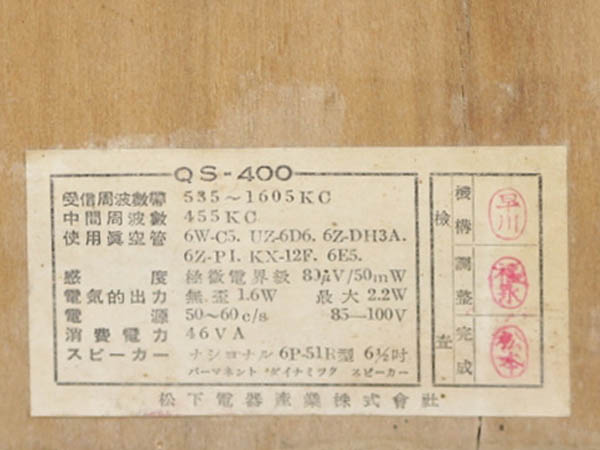 QS-400
受信周波數帶 535～1605KC
中間周波數 455KC
使用眞空管 6W-C5. UZ-6D6. 6Z-DH3A.
6Z-P1. KX-12F. 6E5.
感度 極微電界級 80μV/50mW
電氣的出力 無歪 1.6W 最大 2.2W
電源 50～60c/s 85—100V
消費電力 46VA
スピーカー ナショナル 6P-51R型 6½吋
パーマネント ダイナミツク スピーカー
檢査
機構 早川
調整
完成 松本
松下電器產業株式會社